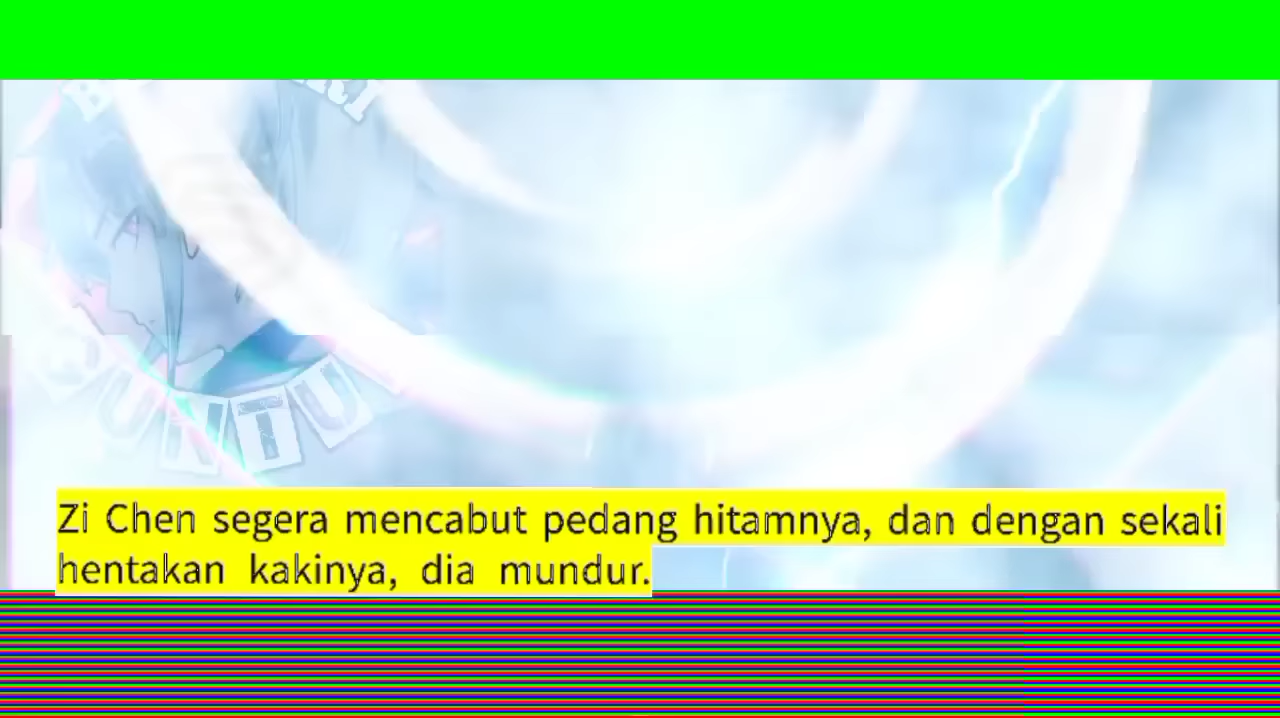 Zi Chen segera mencabut pedang hitamnya, dan dengan sekali
hentakan kakinya, dia mundur.